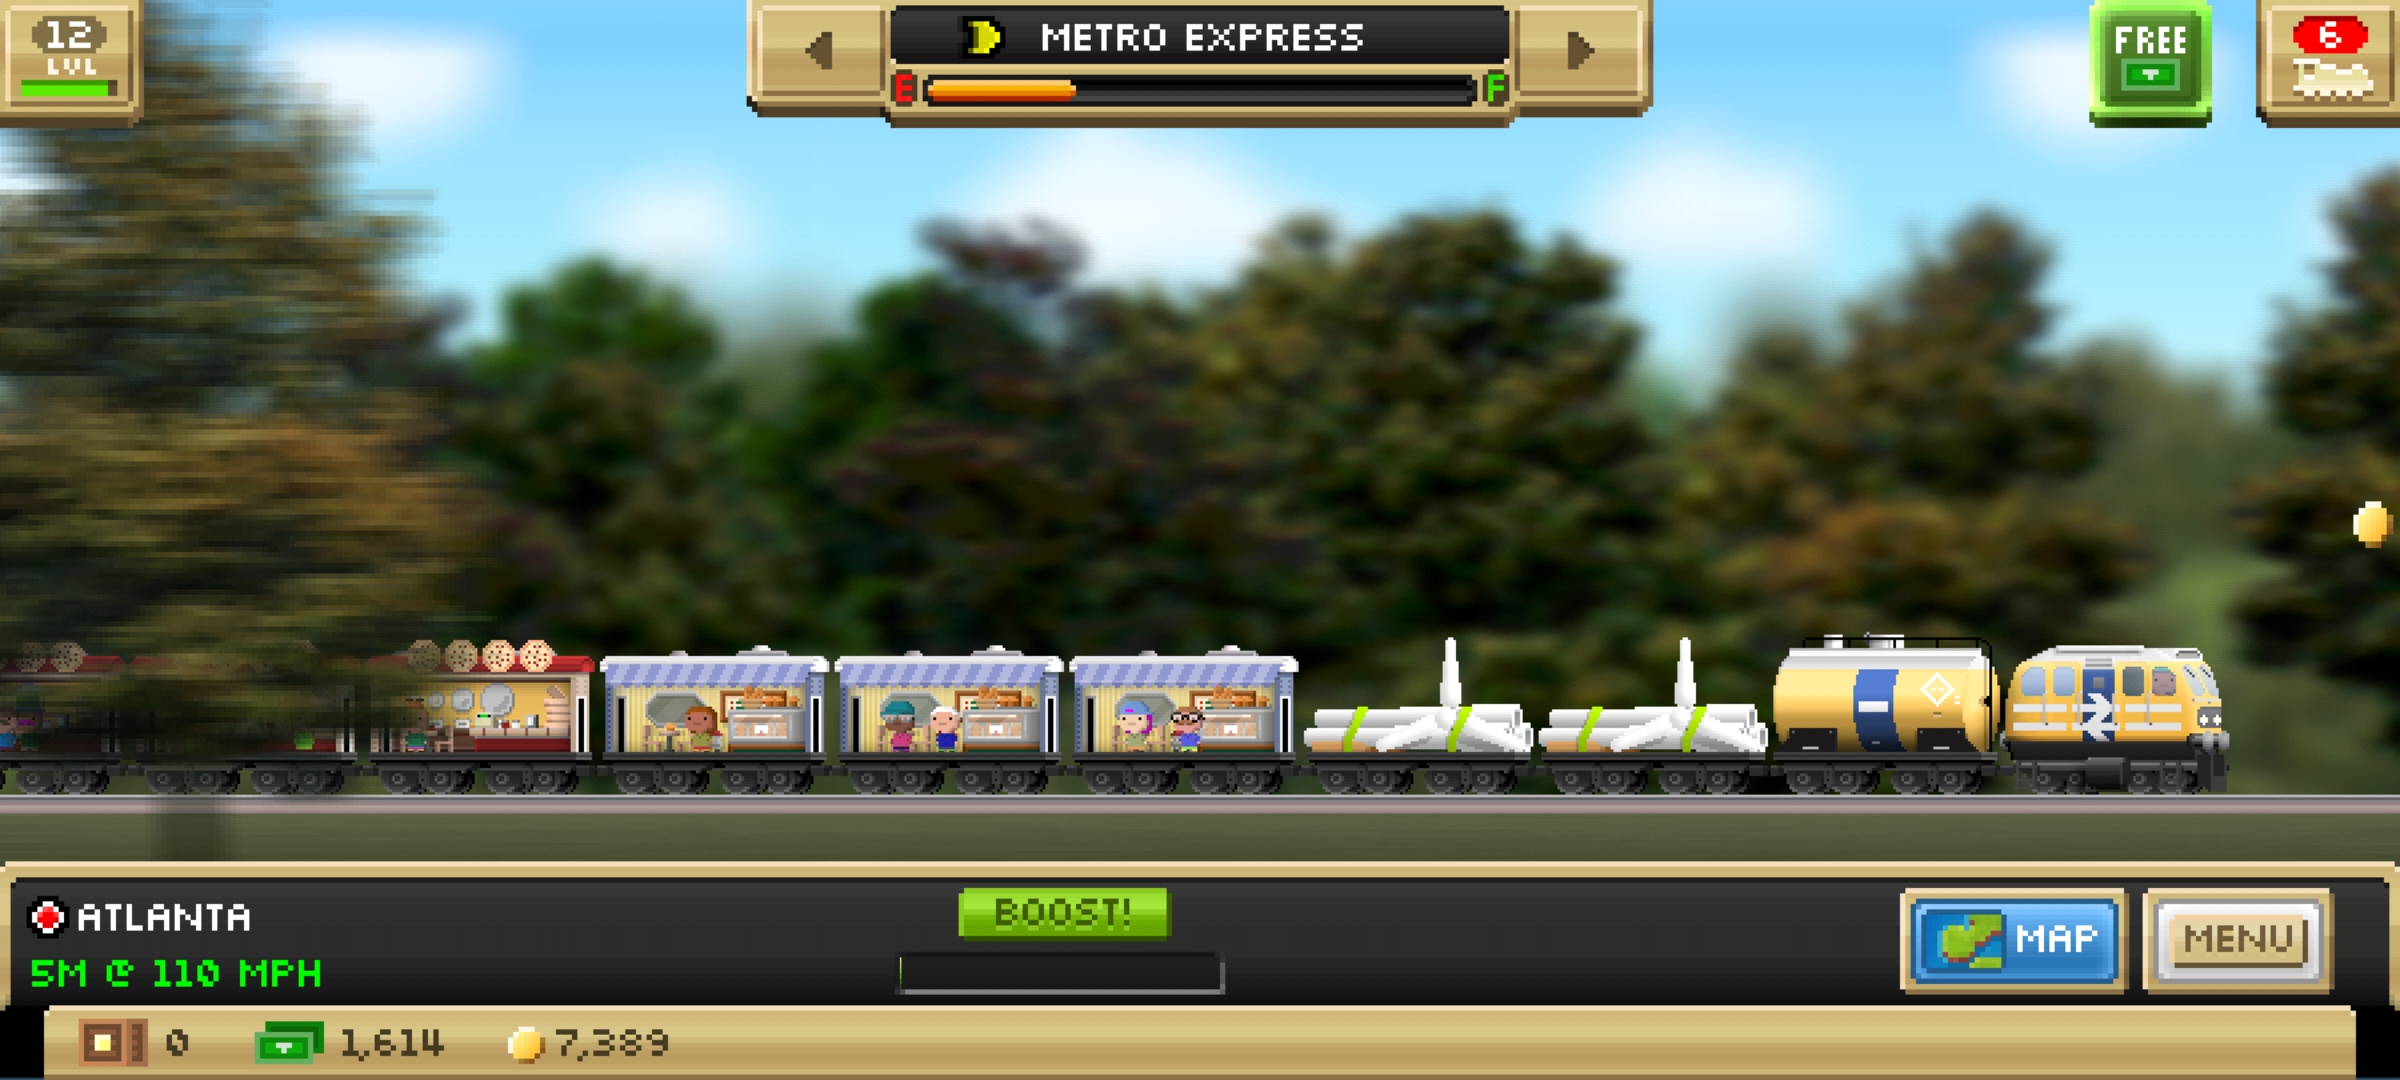 12
LVL
METRO EXPRESS
E F
FREE
6
ATLANTA
5M @ 110 MPH
BOOST!
MAP
MENU
0 1,614 7,389